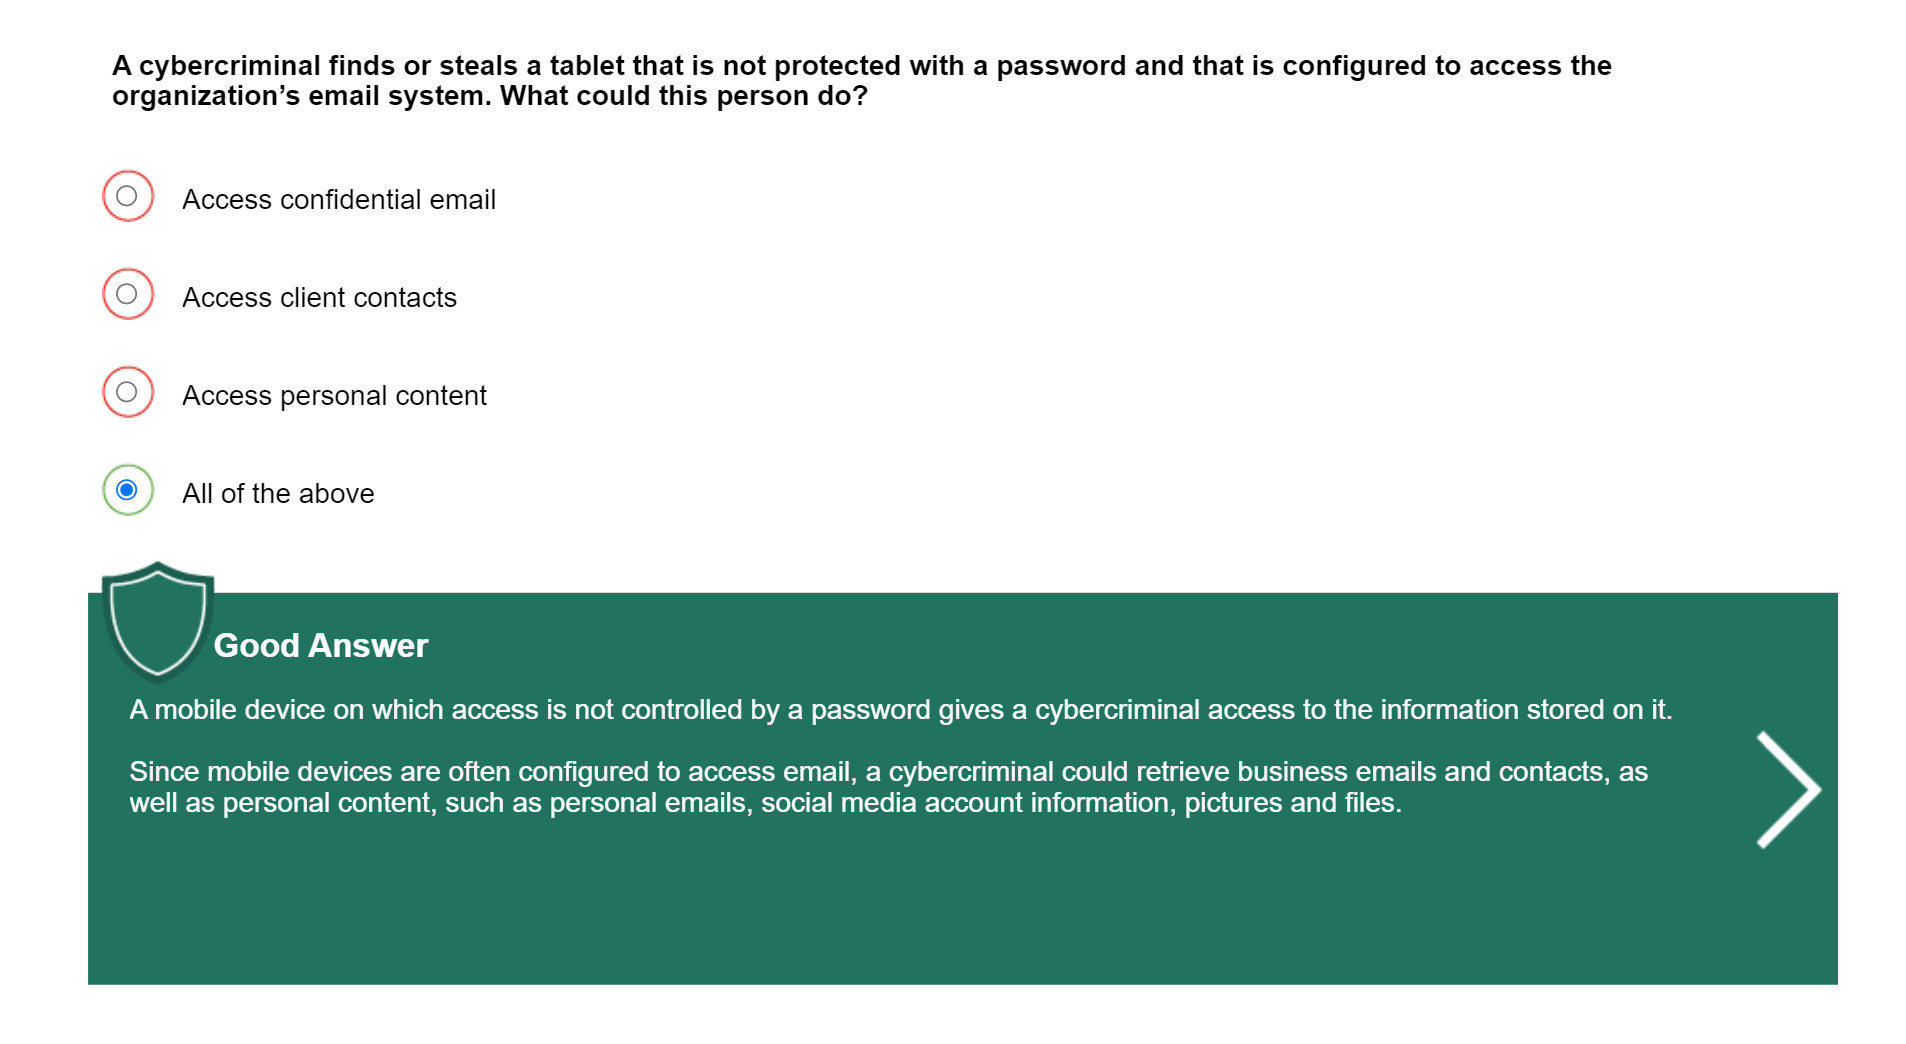 A cybercriminal finds or steals a tablet that is not protected with a password and that is configured to access the
organization’s email system. What could this person do?
Access confidential email
Access client contacts
Access personal content
All of the above
Good Answer
A mobile device on which access is not controlled by a password gives a cybercriminal access to the information stored on it.
Since mobile devices are often configured to access email, a cybercriminal could retrieve business emails and contacts, as
well as personal content, such as personal emails, social media account information, pictures and files.